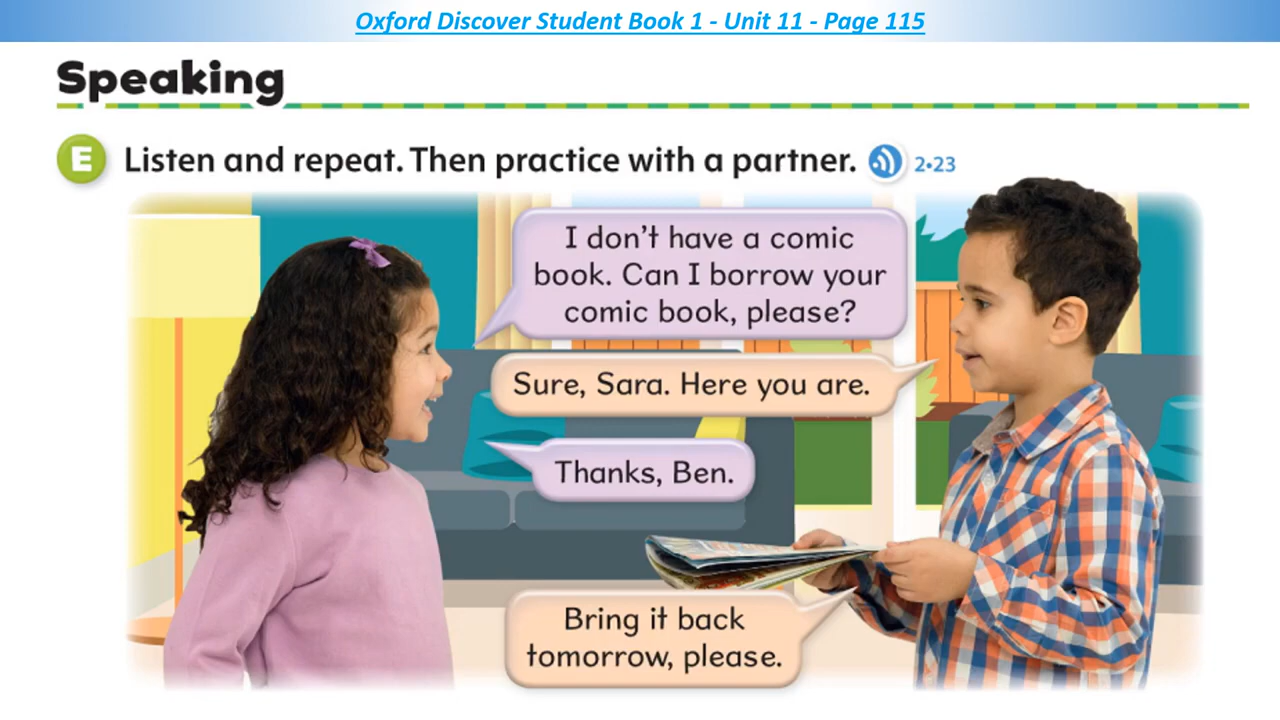 Oxford Discover Student Book 1 - Unit 11 - Page 115
Speaking
E Listen and repeat. Then practice with a partner. 2•23
I don't have a comic
book. Can I borrow your
comic book, please?
Sure, Sara. Here you are.
Thanks, Ben.
Bring it back
tomorrow, please.